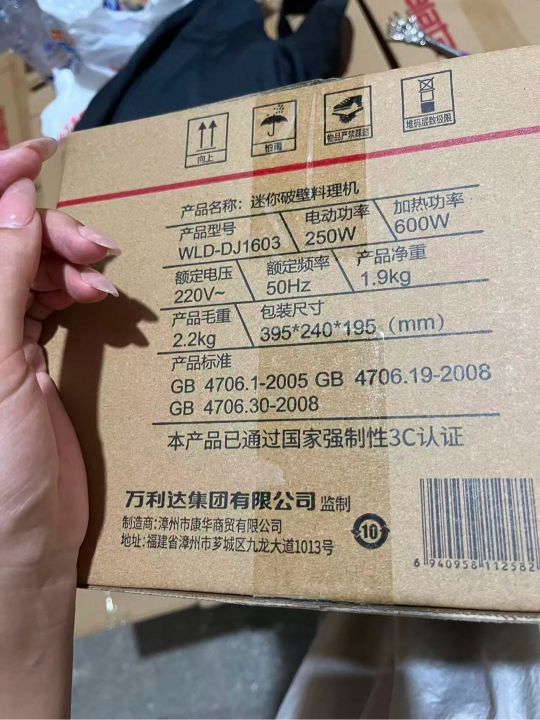 向上
怕雨
物品严禁踩踏
堆码层数极限
产品名称：迷你破壁料理机
产品型号
WLD-DJ1603
电动功率
250W
加热功率
600W
额定电压
220V~
额定频率
50Hz
产品净重
1.9kg
产品毛重
2.2kg
包装尺寸
395*240*195（mm）
产品标准
GB 4706.1-2005 GB 4706.19-2008
GB 4706.30-2008
本产品已通过国家强制性3C认证
万利达集团有限公司 监制
制造商：漳州市康华商贸有限公司
地址：福建省漳州市芗城区九龙大道1013号
10
6 940958 112582